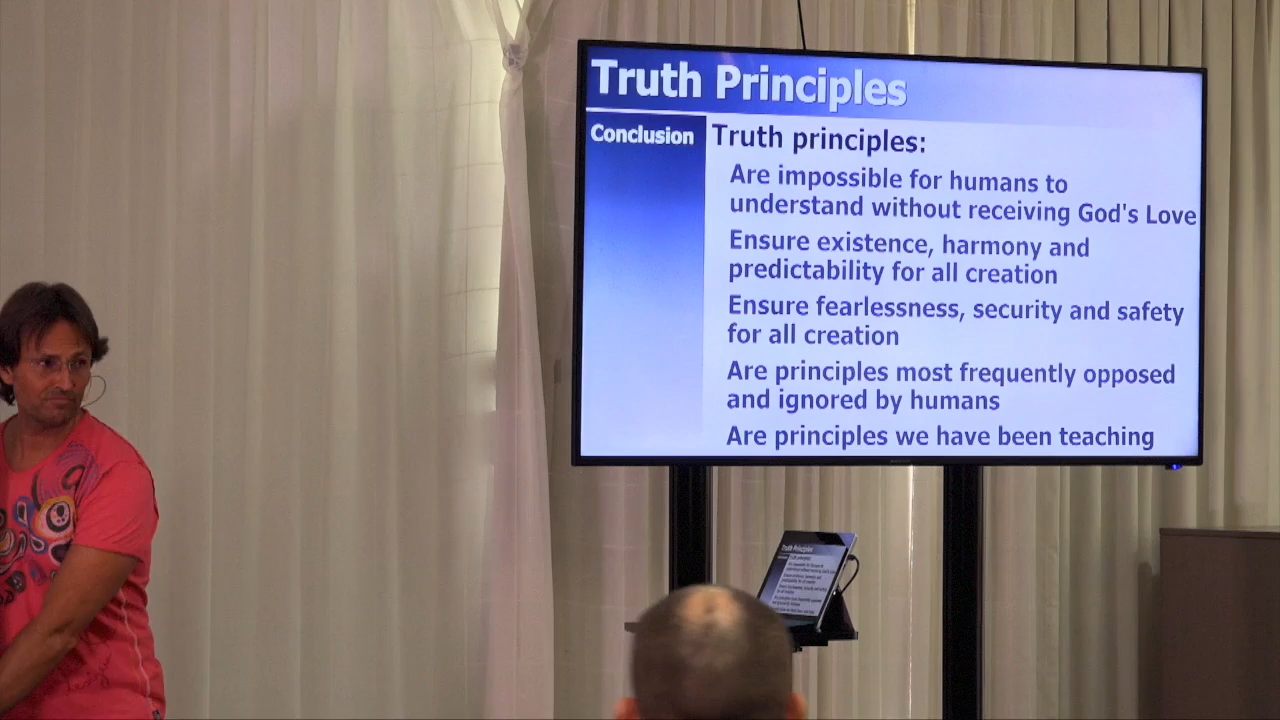 Truth Principles
Conclusion
Truth principles:
Are impossible for humans to
understand without receiving God's Love
Ensure existence, harmony and
predictability for all creation
Ensure fearlessness, security and safety
for all creation
Are principles most frequently opposed
and ignored by humans
Are principles we have been teaching
Truth Principles